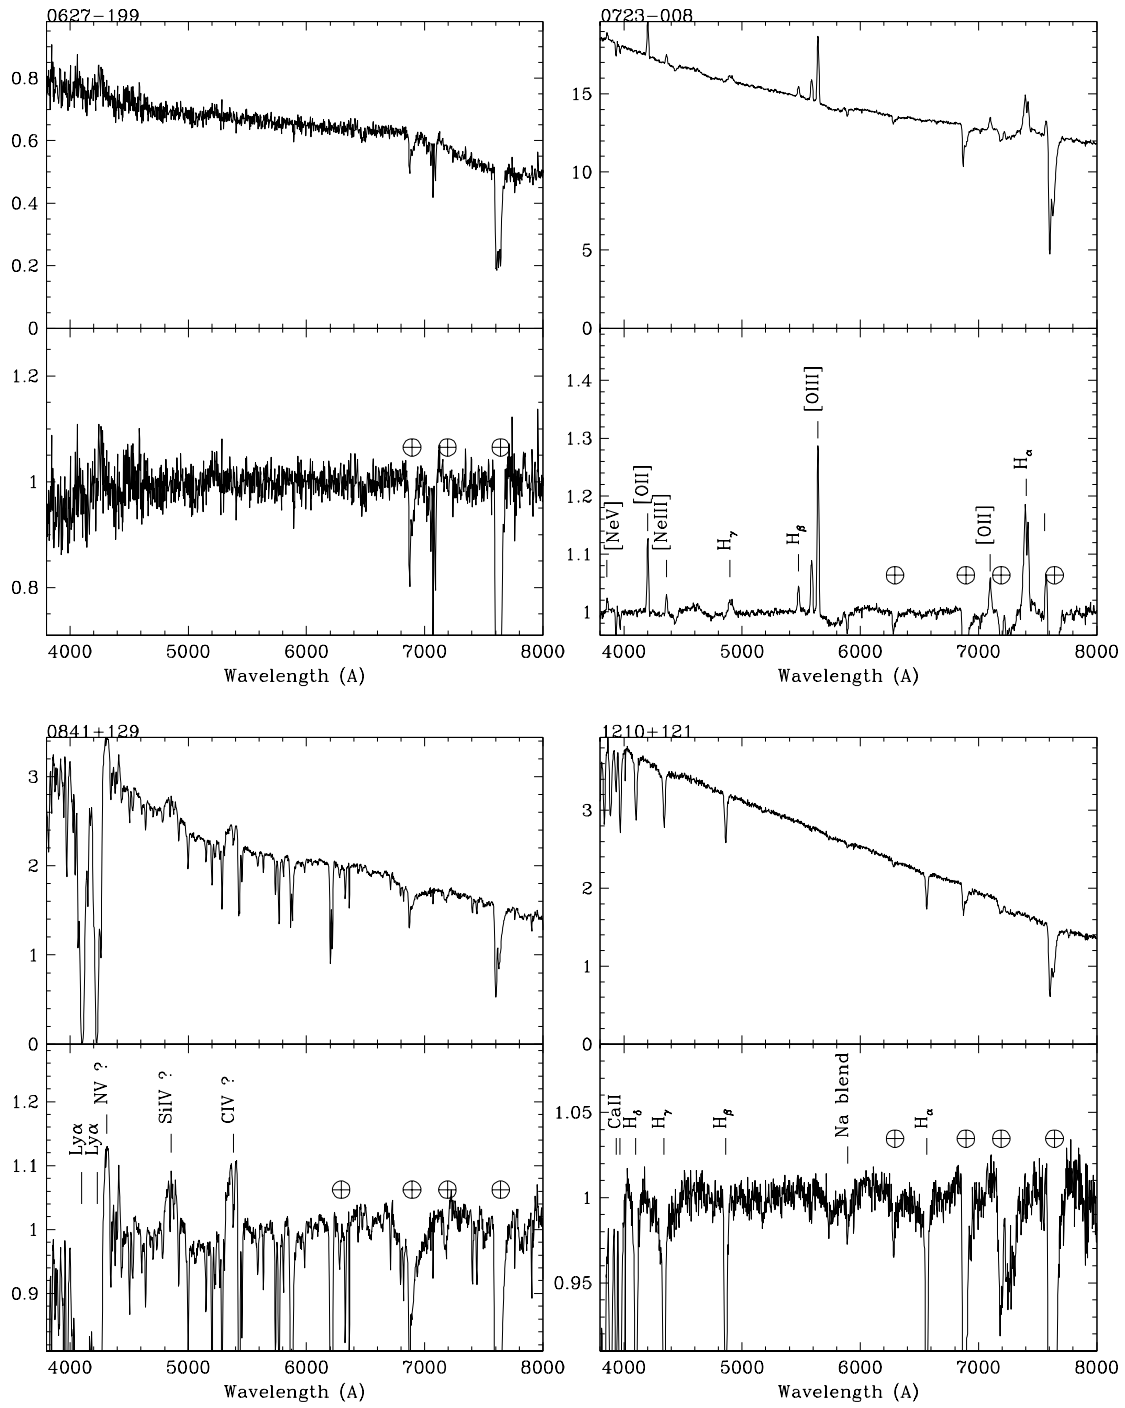 0627−199
0.8
0.6
0.4
0.2
0
1.2
1
0.8
4000 5000 6000 7000 8000
Wavelength (A)
0723−008
15
10
5
0
[NeV]
[OII]
[NeIII]
Hγ
Hβ
[OIII]
[OII]
Hα
1.4
1.3
1.2
1.1
1
4000 5000 6000 7000 8000
Wavelength (A)
0841+129
3
2
1
0
Lyα
Lyα
NV ?
SiIV ?
CIV ?
1.2
1.1
1
0.9
4000 5000 6000 7000 8000
Wavelength (A)
1210+121
3
2
1
0
CaII
Hδ
Hγ
Hβ
Na blend
Hα
1.05
1
0.95
4000 5000 6000 7000 8000
Wavelength (A)